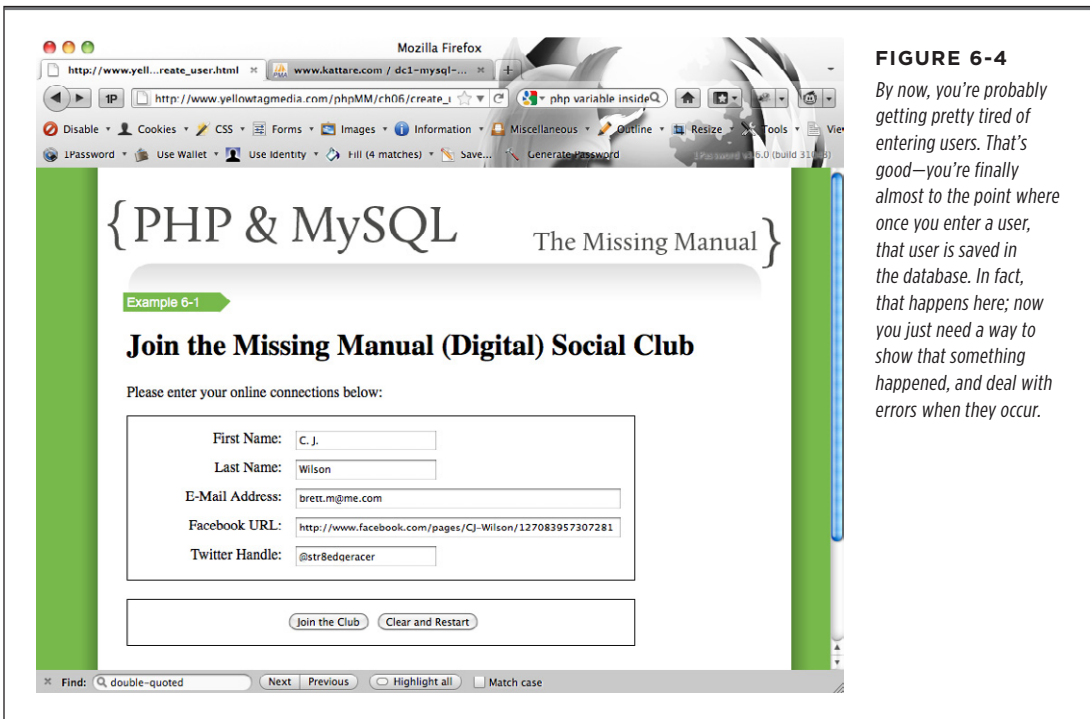 Mozilla Firefox
http://www.yell...reate_user.html
www.kattare.com / dc1-mysql-...
1P
http://www.yellowtagmedia.com/phpMM/ch06/create_u
php variable inside
Disable Cookies CSS Forms Images Information Miscellaneous Outline Resize Tools
1Password Use Wallet Use Identity Fill (4 matches) Save... Generate Password
{PHP & MySQL
The Missing Manual}
Example 6-1
Join the Missing Manual (Digital) Social Club
Please enter your online connections below:
First Name: C. J.
Last Name: Wilson
E-Mail Address: brett.m@me.com
Facebook URL: http://www.facebook.com/pages/CJ-Wilson/127083957307281
Twitter Handle: @str8edgeracer
Join the Club Clear and Restart
Find: double-quoted Next Previous Highlight all Match case
FIGURE 6-4
By now, you're probably
getting pretty tired of
entering users. That's
good—you're finally
almost to the point where
once you enter a user,
that user is saved in
the database. In fact,
that happens here; now
you just need a way to
show that something
happened, and deal with
errors when they occur.